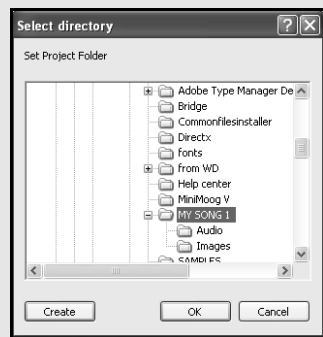 Select directory
Set Project Folder
Adobe Type Manager De
Bridge
Commonfilesinstaller
Directx
fonts
from WD
Help center
MiniMoog V
MY SONG 1
Audio
Images
SAMPLES
Create OK Cancel